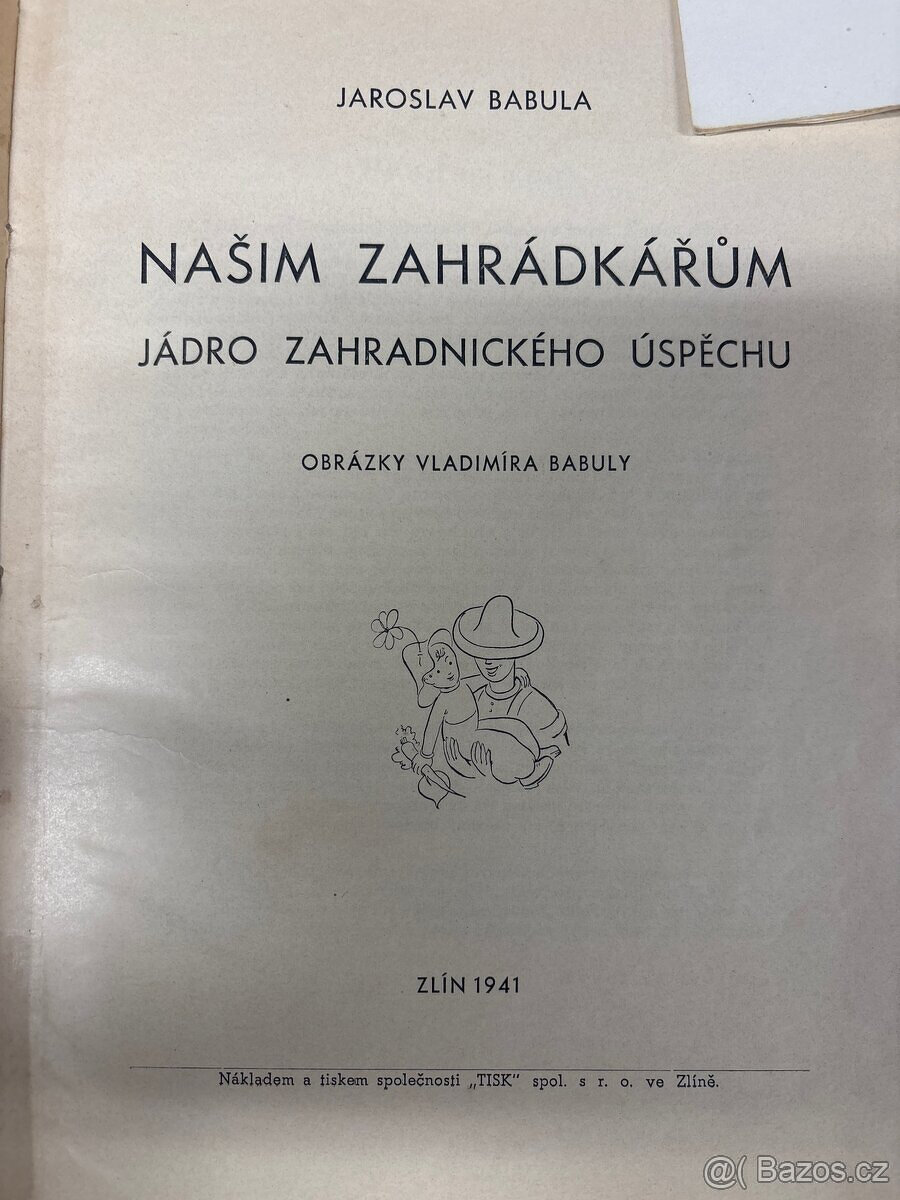 JAROSLAV BABULA
NAŠIM ZAHRÁDKÁŘŮM
JÁDRO ZAHRADNICKÉHO ÚSPĚCHU
OBRÁZKY VLADIMÍRA BABULY
ZLÍN 1941
Nákladem a tiskem společnosti „TISK" spol. s r. o. ve Zlíně.
@( Bazos.cz